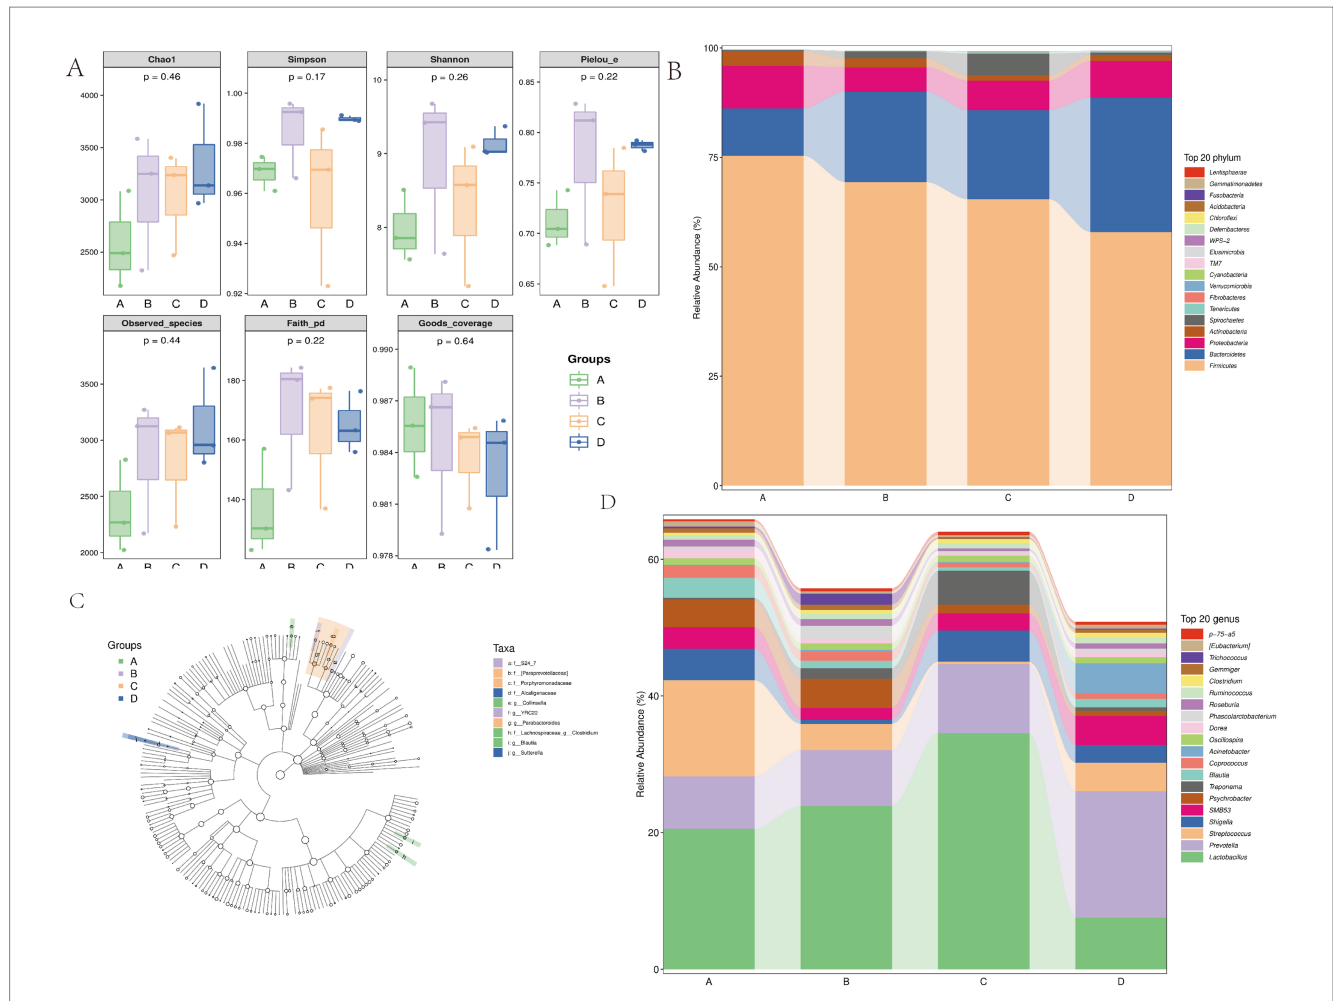 A
Chao1
p = 0.46
4000
3500
3000
2500
A B C D
Simpson
p = 0.17
1.00
0.98
0.96
0.94
0.92
A B C D
Shannon
p = 0.26
10
9
8
A B C D
Pielou_e
p = 0.22
0.85
0.80
0.75
0.70
0.65
A B C D
Observed_species
p = 0.44
3500
3000
2500
2000
A B C D
Faith_pd
p = 0.22
180
160
140
A B C D
Goods_coverage
p = 0.64
0.990
0.987
0.984
0.981
0.978
A B C D
Groups
A
B
C
D
B
Relative Abundance (%)
100
75
50
25
0
A B C D
Top 20 phylum
Lentisphaerae
Gemmatimonadetes
Fusobacteria
Acidobacteria
Chloroflexi
Deferribacteres
WPS-2
Elusimicrobia
TM7
Cyanobacteria
Verrucomicrobia
Fibrobacteres
Tenericutes
Spirochaetes
Actinobacteria
Proteobacteria
Bacteroidetes
Firmicutes
C
Groups
A
B
C
D
Taxa
a: f__S24_7
b: f__[Paraprevotellaceae]
c: f__Porphyromonadaceae
d: f__Alcaligenaceae
e: g__Collinsella
f: g__YRC22
g: g__Parabacteroides
h: f__Lachnospiraceae_g__Clostridium
i: g__Blautia
j: g__Sutterella
D
Relative Abundance (%)
60
40
20
0
A B C D
Top 20 genus
p-75-a5
[Eubacterium]
Trichococcus
Gemmiger
Clostridium
Ruminococcus
Roseburia
Phascolarctobacterium
Dorea
Oscillospira
Acinetobacter
Coprococcus
Blautia
Treponema
Psychrobacter
SMB53
Shigella
Streptococcus
Prevotella
Lactobacillus